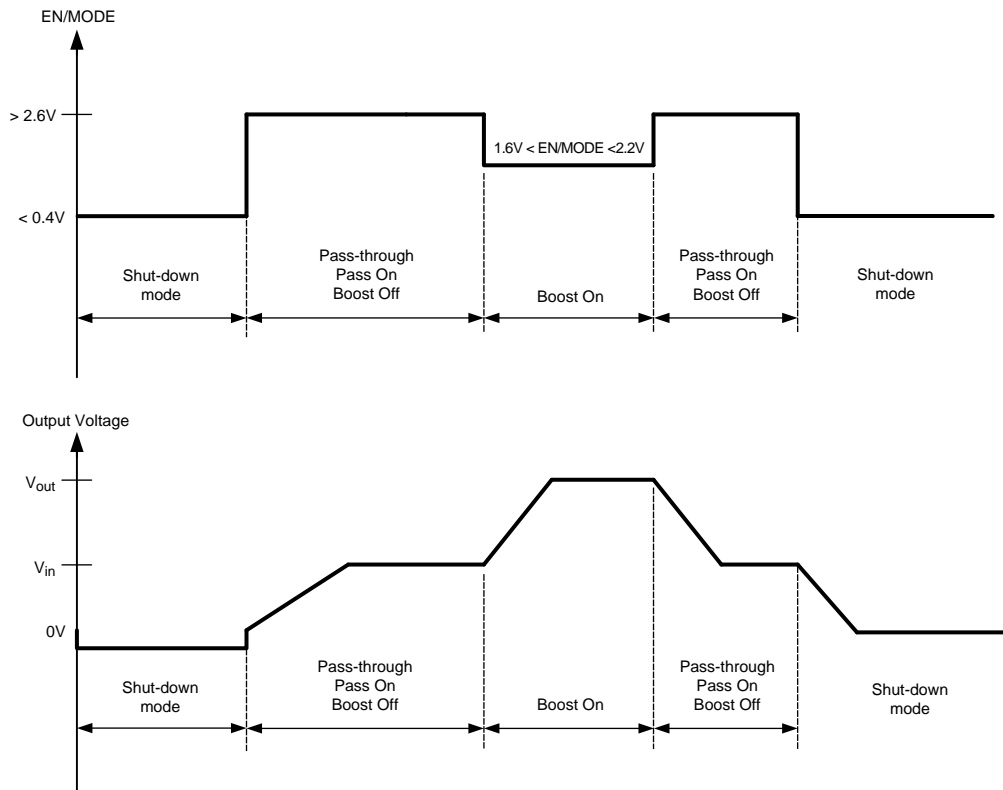 EN/MODE
> 2.6V
1.6V < EN/MODE <2.2V
< 0.4V
Shut-down
mode
Pass-through
Pass On
Boost Off
Boost On
Pass-through
Pass On
Boost Off
Shut-down
mode
Output Voltage
Vout
Vin
0V
Shut-down
mode
Pass-through
Pass On
Boost Off
Boost On
Pass-through
Pass On
Boost Off
Shut-down
mode